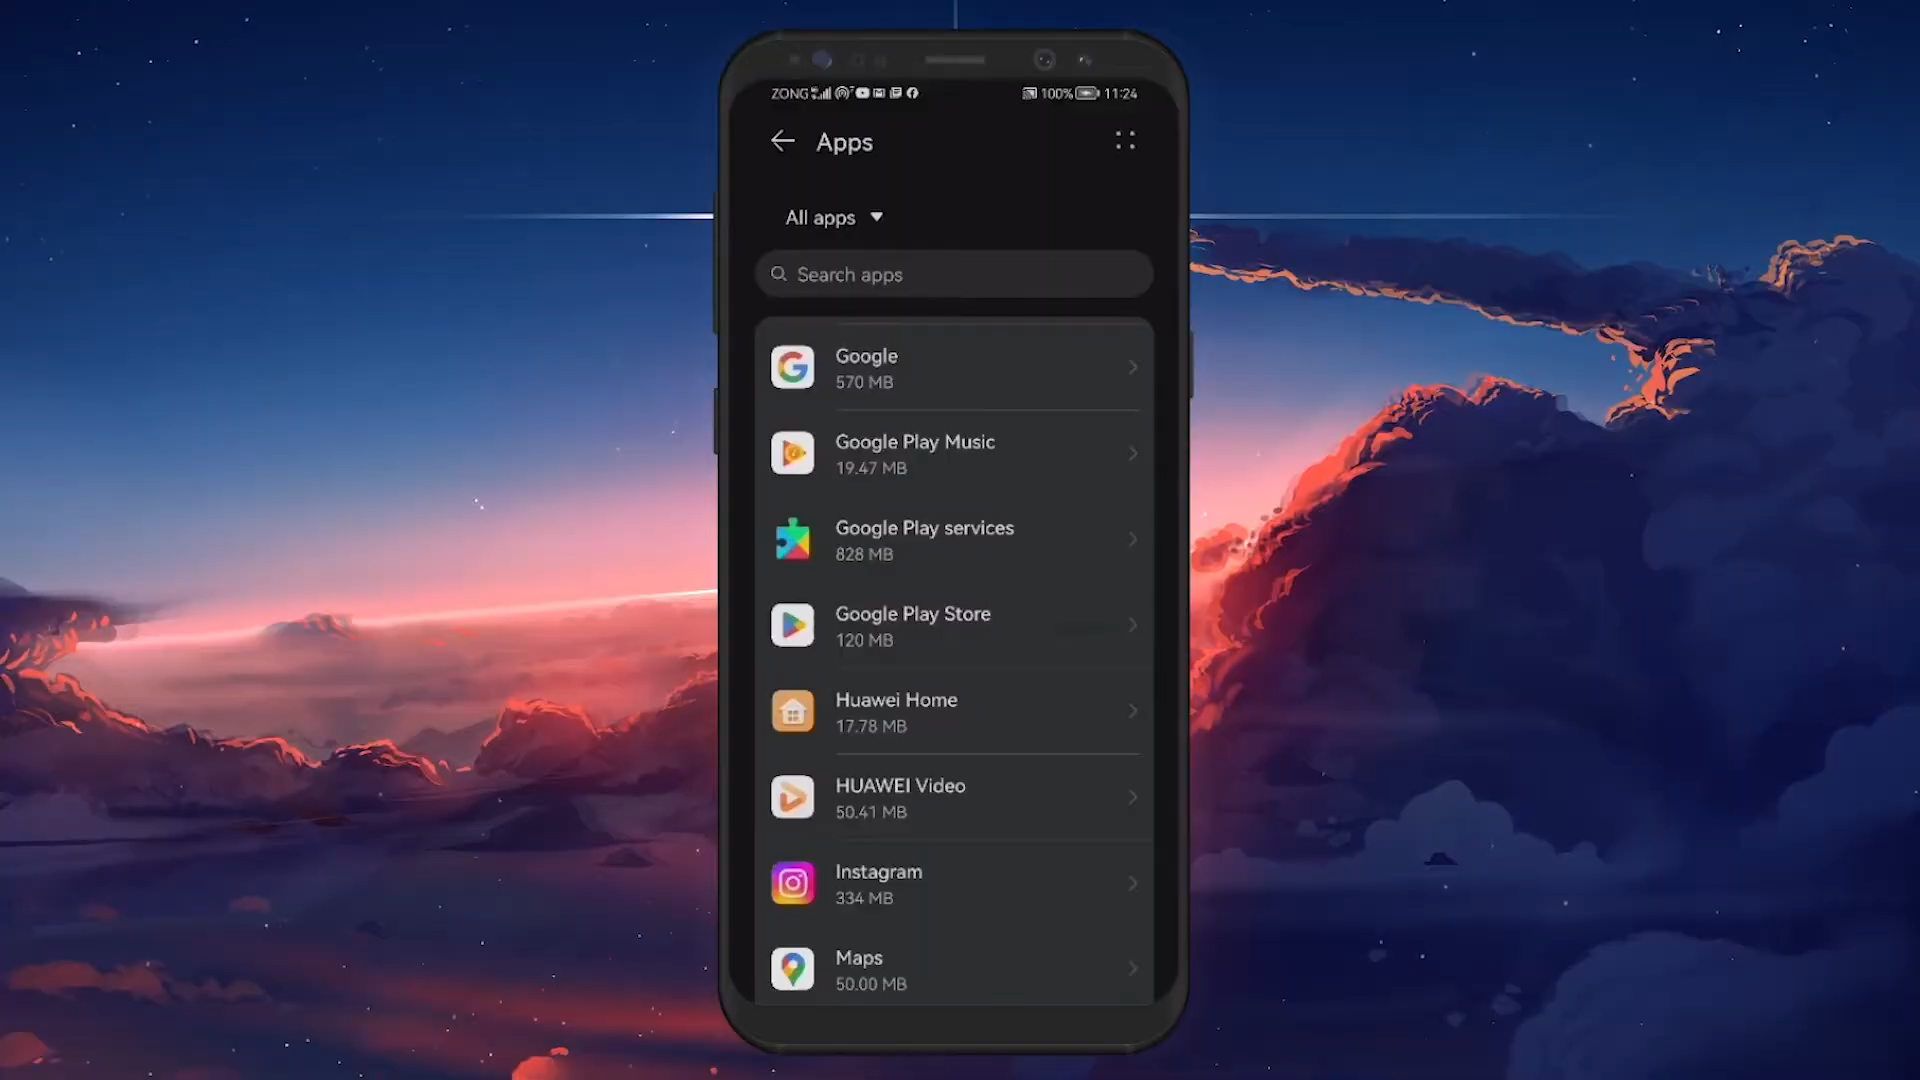 ZONG 100% 11:24
Apps
All apps
Search apps
Google
570 MB
Google Play Music
19.47 MB
Google Play services
828 MB
Google Play Store
120 MB
Huawei Home
17.78 MB
HUAWEI Video
50.41 MB
Instagram
334 MB
Maps
50.00 MB